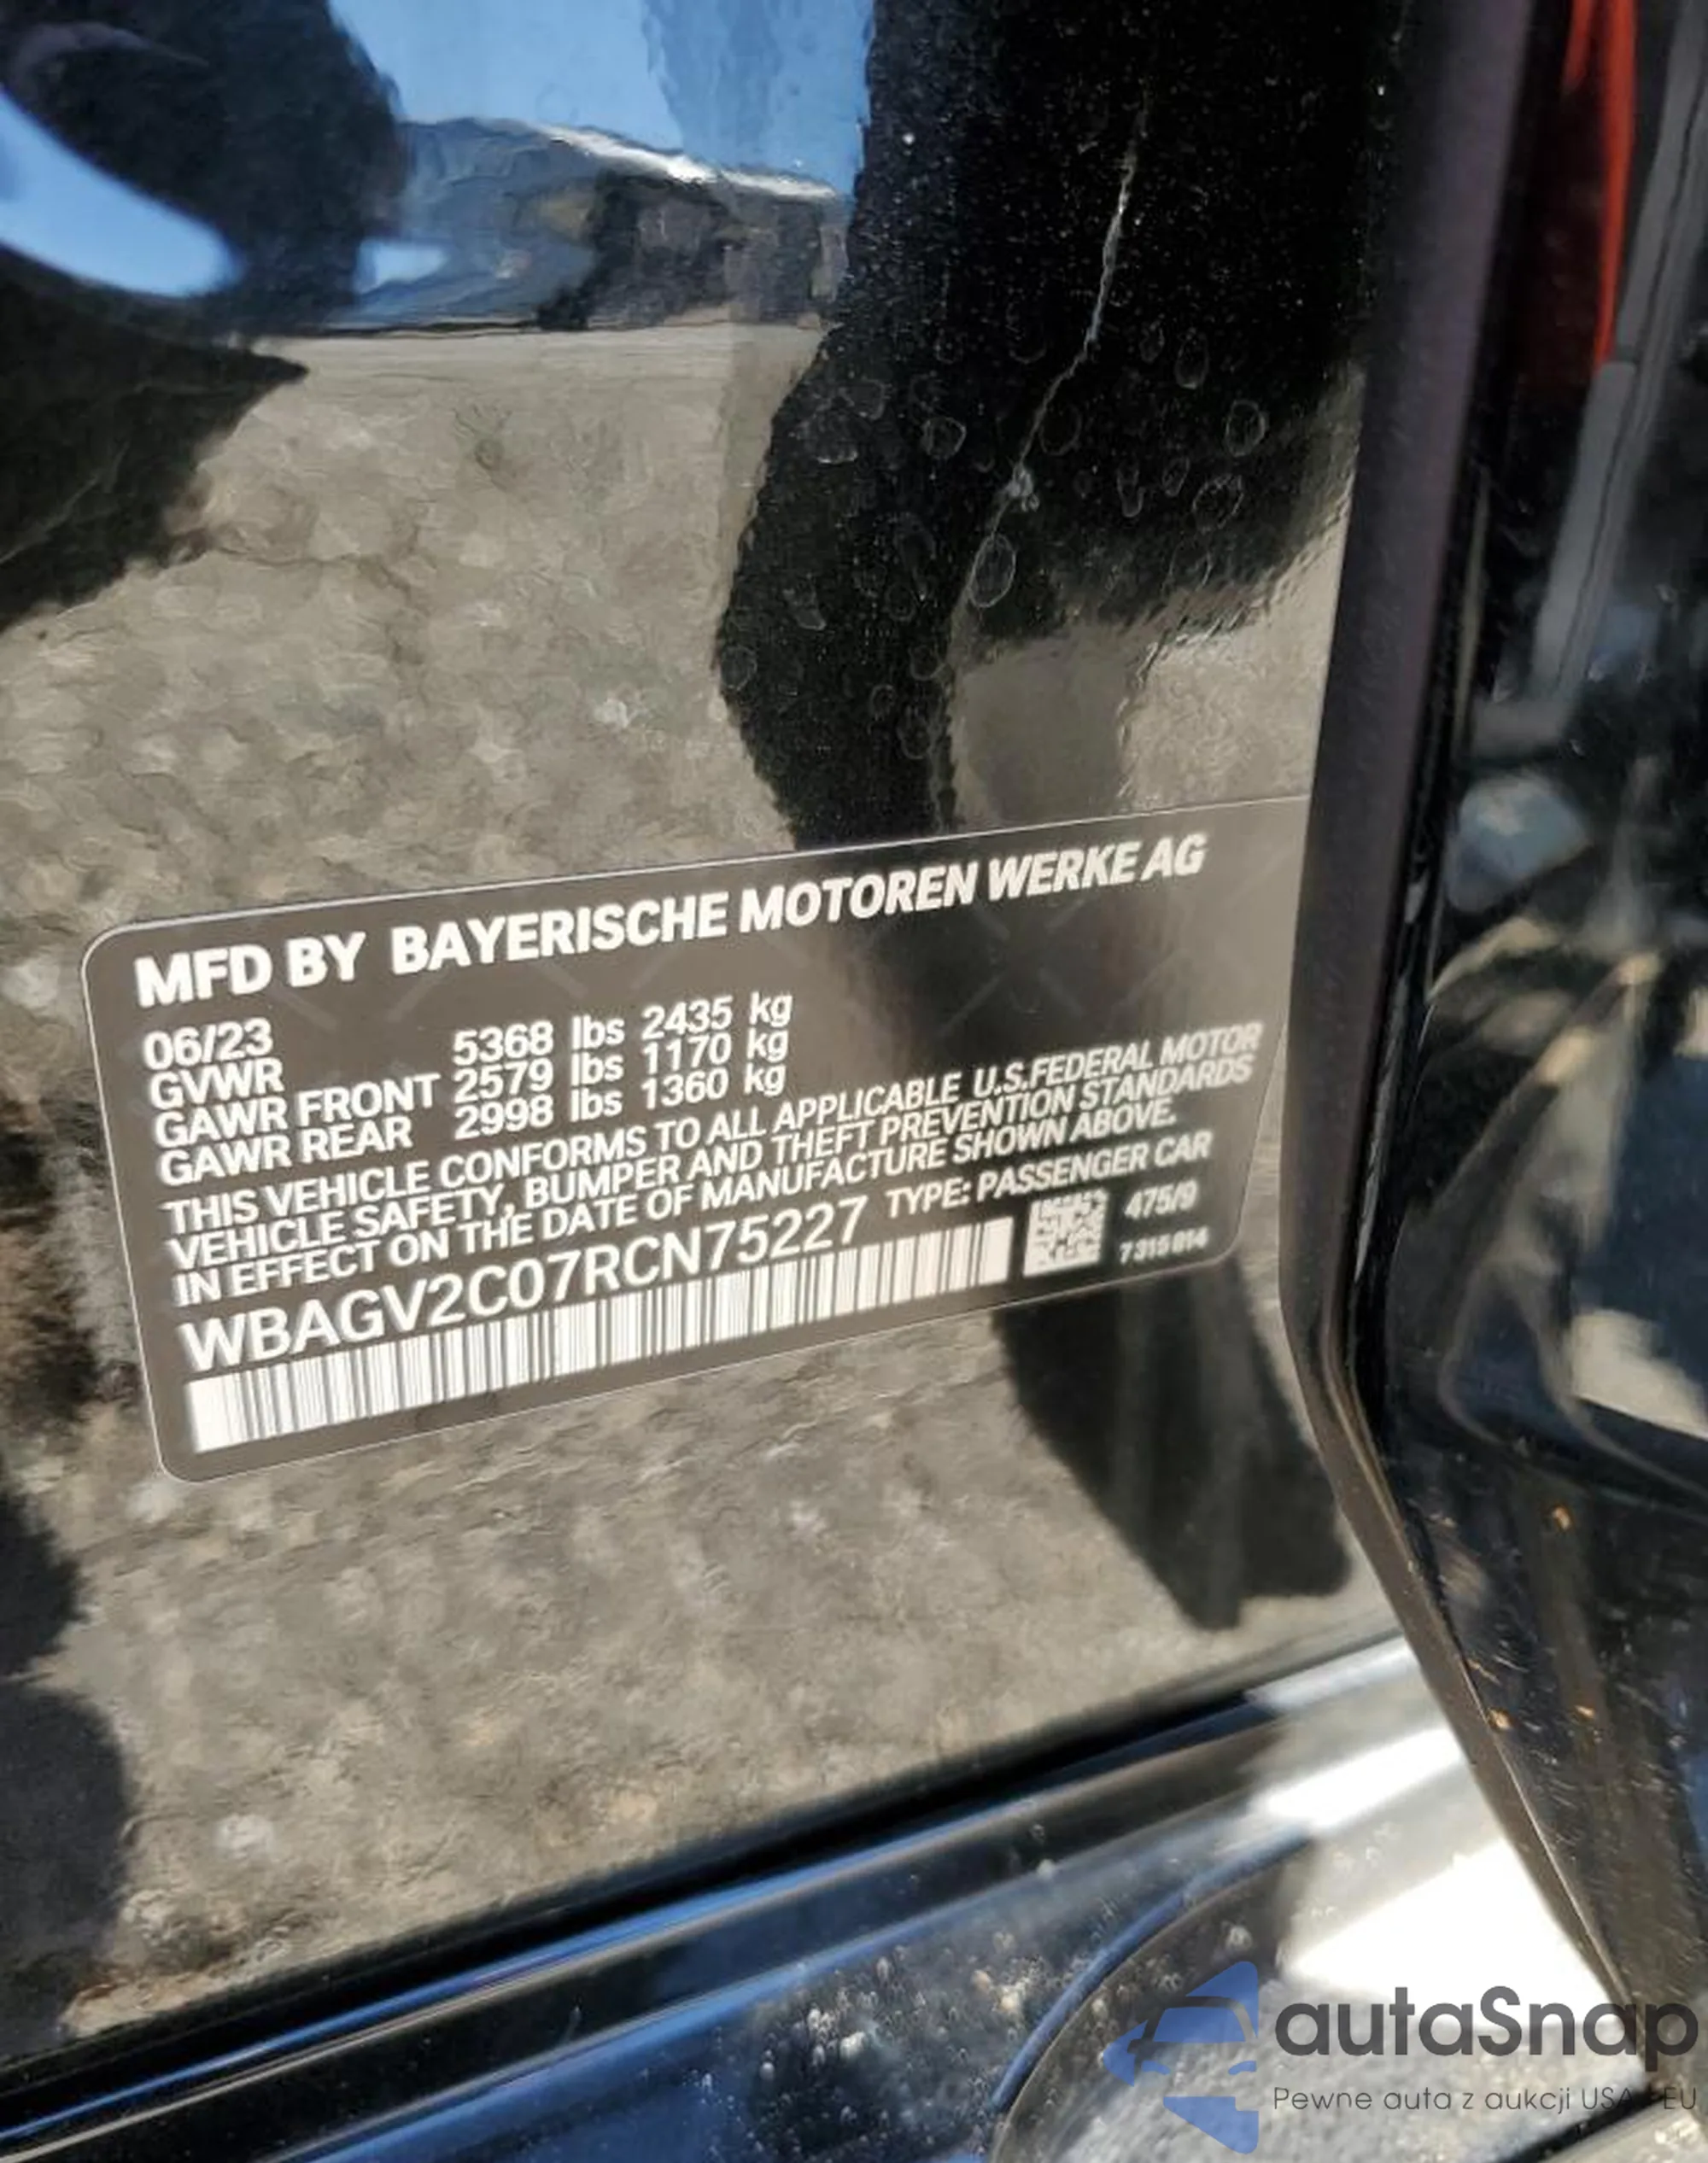 MFD BY BAYERISCHE MOTOREN WERKE AG
06/23
GVWR 5368 lbs 2435 kg
GAWR FRONT 2579 lbs 1170 kg
GAWR REAR 2998 lbs 1360 kg
THIS VEHICLE CONFORMS TO ALL APPLICABLE U.S.FEDERAL MOTOR
VEHICLE SAFETY, BUMPER AND THEFT PREVENTION STANDARDS
IN EFFECT ON THE DATE OF MANUFACTURE SHOWN ABOVE.
WBAGV2C07RCN75227 TYPE: PASSENGER CAR
475/9
7315014
autaSnap
Pewne auta z aukcji USA EU